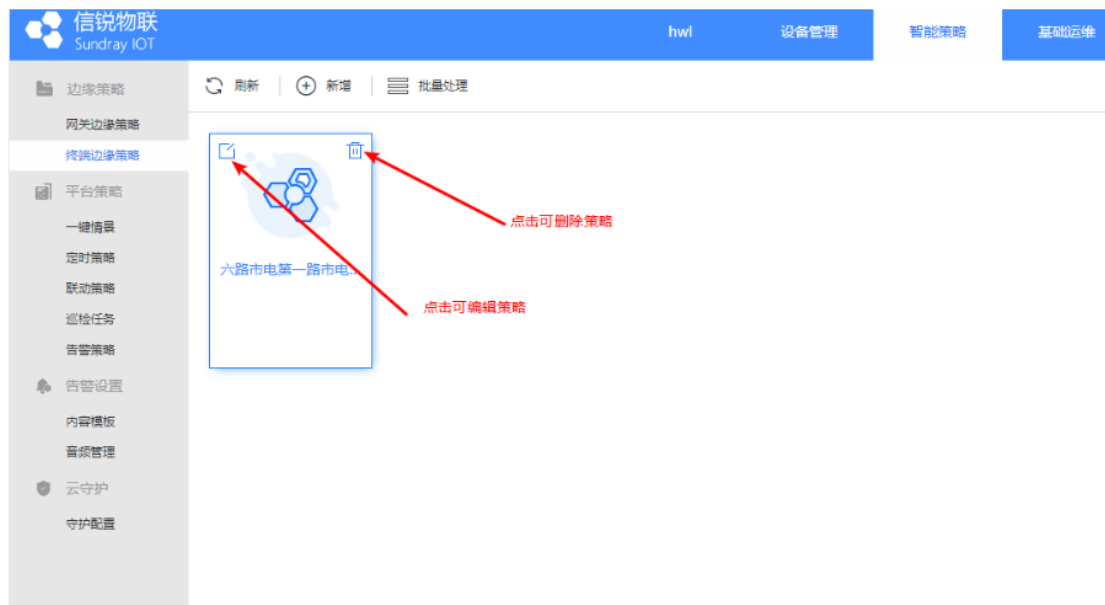 信锐物联
Sundray IOT
hwl 设备管理 智能策略 基础运维
边缘策略
网关边缘策略
终端边缘策略
平台策略
一键情景
定时策略
联动策略
巡检任务
告警策略
告警设置
内容模板
音频管理
云守护
守护配置
刷新 新增 批量处理
点击可删除策略
六路市电第一路市电...
点击可编辑策略